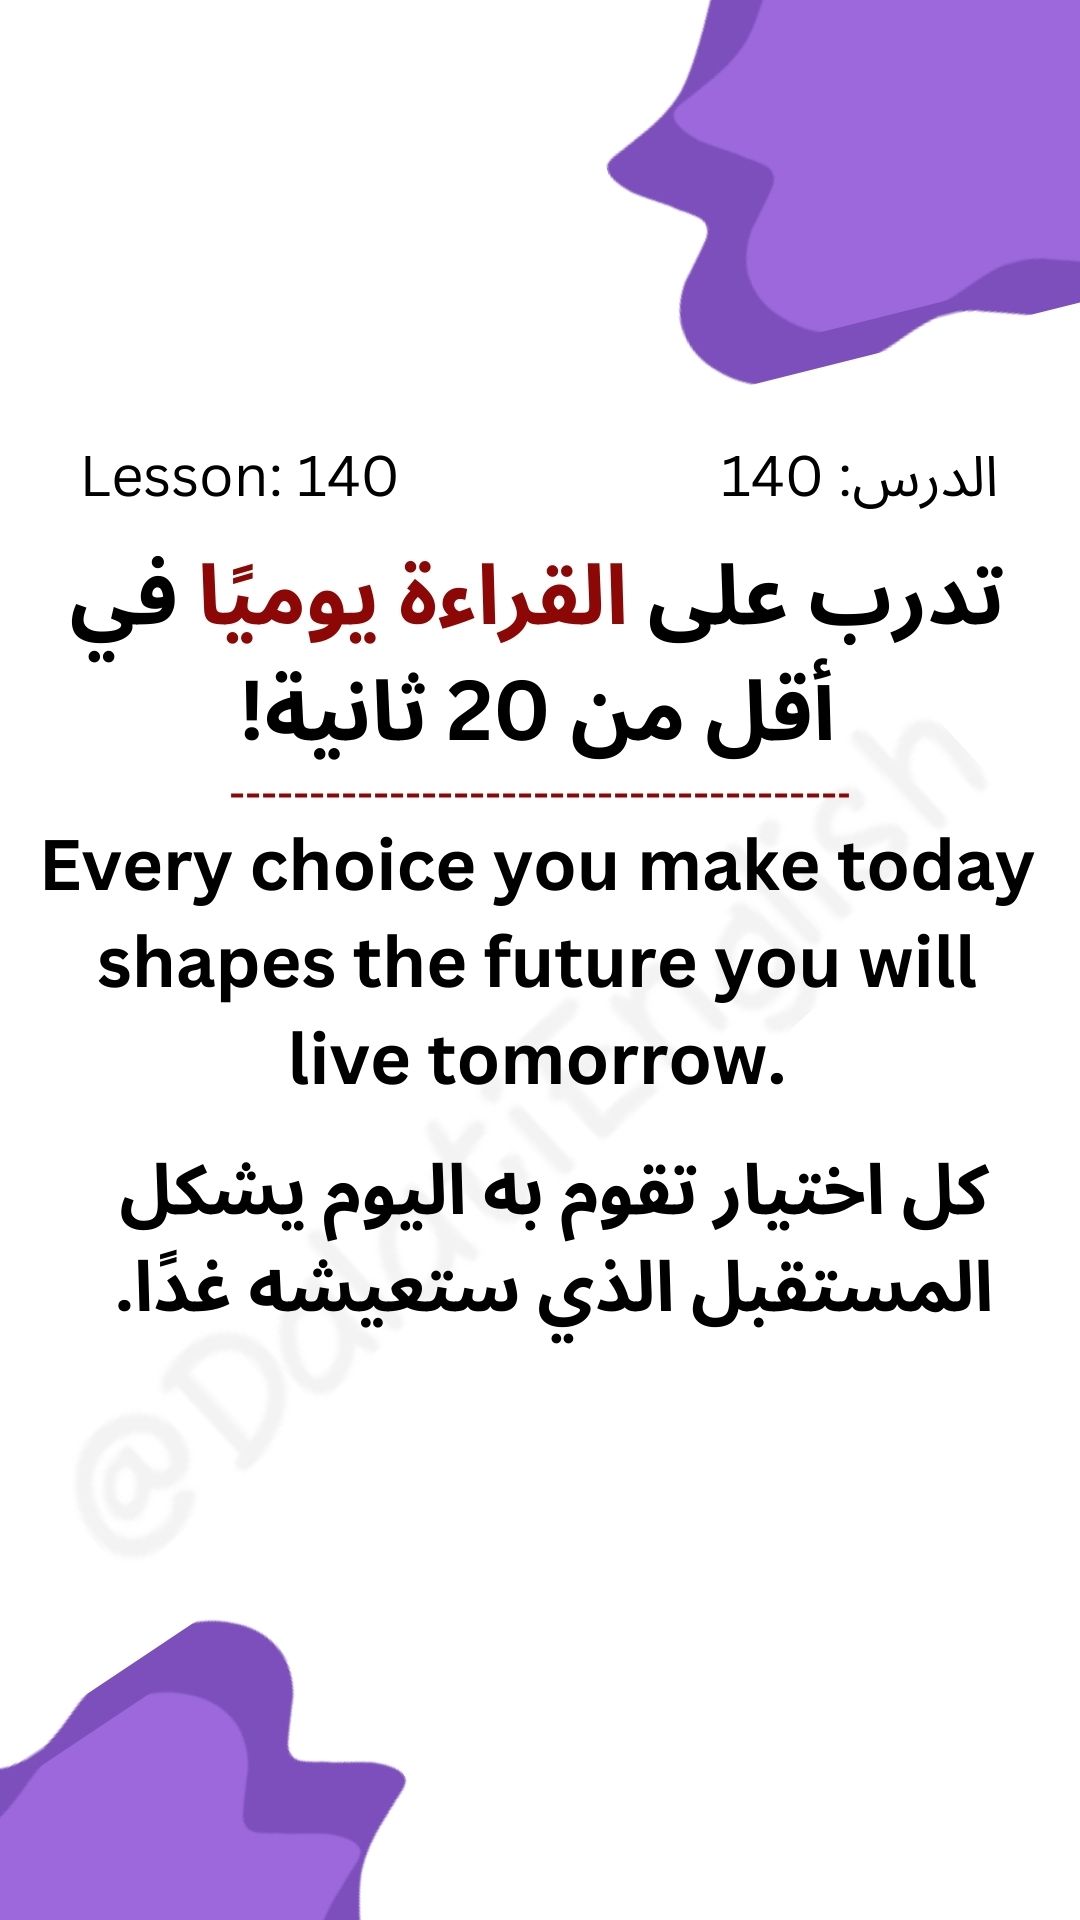 Lesson: 140
الدرس: 140
تدرب على القراءة يوميًا في
أقل من 20 ثانية!
---------------------------------------
Every choice you make today
shapes the future you will
live tomorrow.
كل اختيار تقوم به اليوم يشكل
المستقبل الذي ستعيشه غدًا.